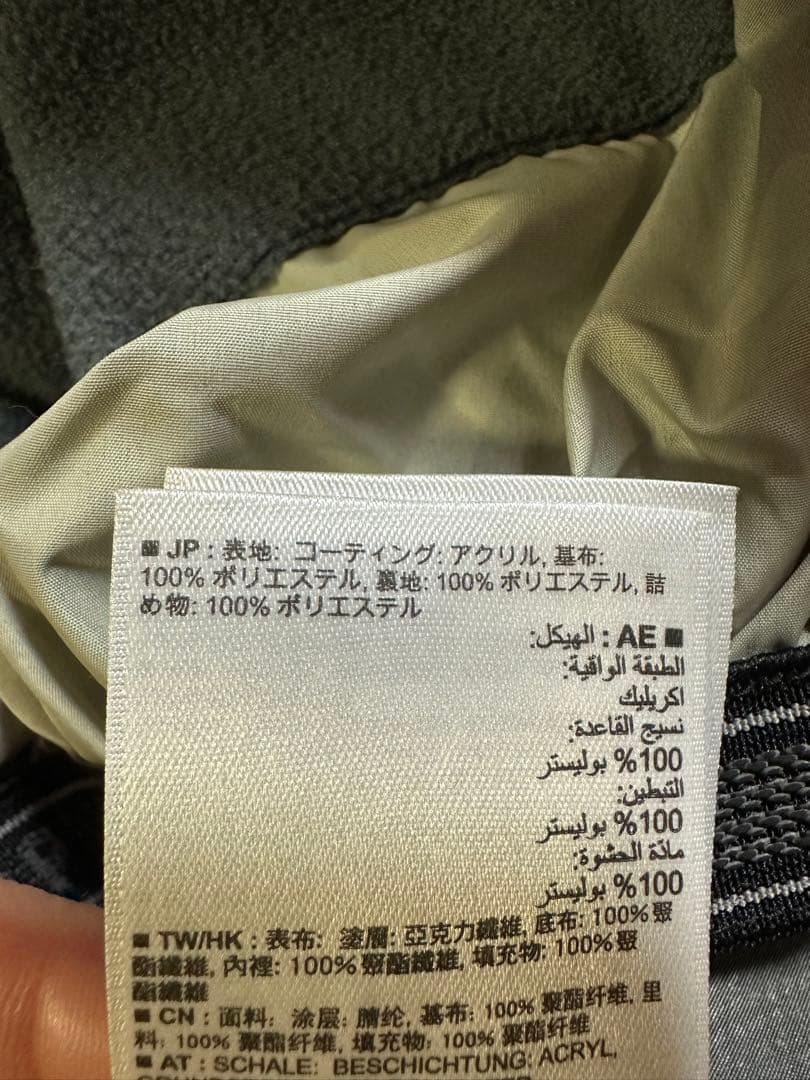 ■ JP : 表地: コーティング: アクリル, 基布:
100% ポリエステル, 裏地: 100% ポリエステル, 詰
め物: 100% ポリエステル
■ AE : الهيكل:
الطبقة الواقية:
اكريليك
نسيج القاعدة:
100% بوليستر
التبطين:
100% بوليستر
مادّة الحشوة:
100% بوليستر
■ TW/HK : 表布: 塗層: 亞克力纖維, 底布: 100% 聚
酯纖維, 內裡: 100% 聚酯纖維, 填充物: 100% 聚
酯纖維
■ CN : 面料: 涂层: 腈纶, 基布: 100% 聚酯纤维, 里
料: 100% 聚酯纤维, 填充物: 100% 聚酯纤维
■ AT : SCHALE: BESCHICHTUNG: ACRYL,